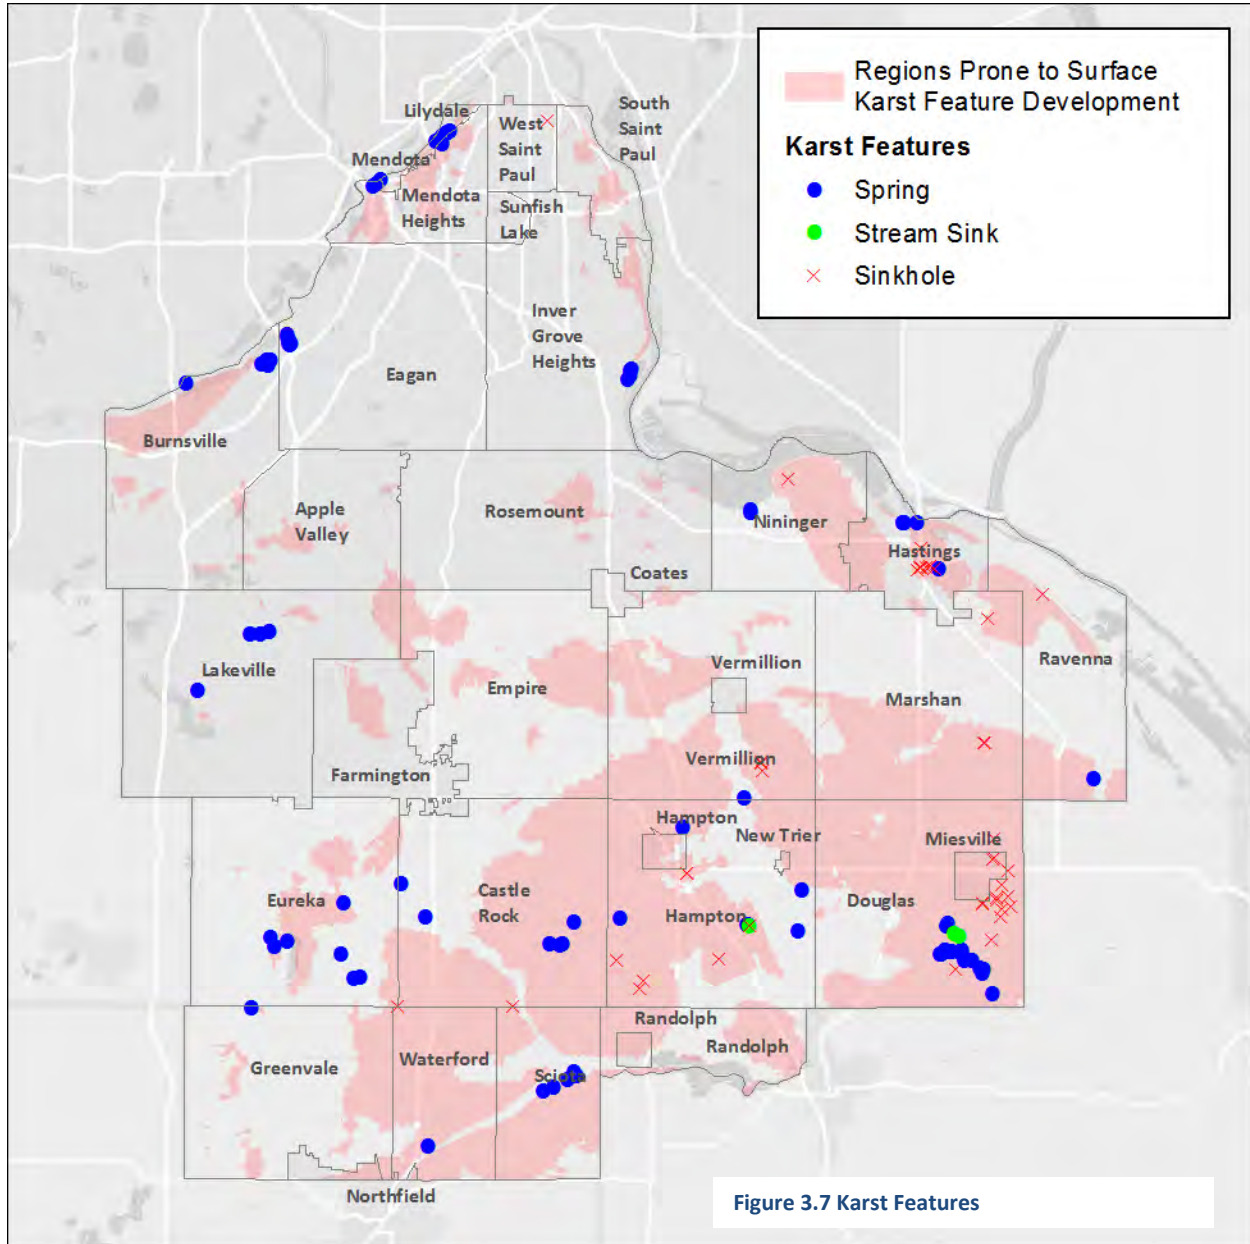 Regions Prone to Surface
Karst Feature Development
Karst Features
Spring
Stream Sink
Sinkhole
Lilydale
West
Saint
Paul
South
Saint
Paul
Mendota
Mendota
Heights
Sunfish
Lake
Inver
Grove
Heights
Eagan
Burnsville
Apple
Valley
Rosemount
Nininger
Hastings
Coates
Lakeville
Empire
Vermillion
Ravenna
Marshan
Farmington
Vermillion
Hampton
New Trier
Miesville
Eureka
Castle
Rock
Hampton
Douglas
Randolph
Randolph
Greenvale
Waterford
Sciota
Northfield
Figure 3.7 Karst Features